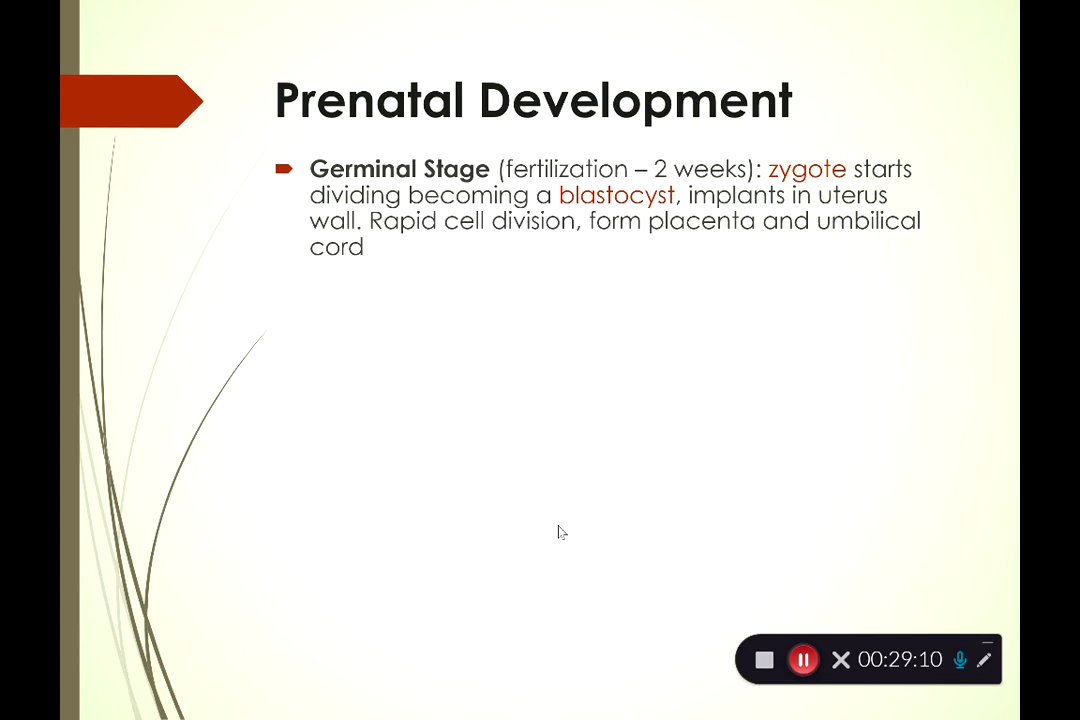 Prenatal Development
Germinal Stage (fertilization – 2 weeks): zygote starts
dividing becoming a blastocyst, implants in uterus
wall. Rapid cell division, form placenta and umbilical
cord
00:29:10